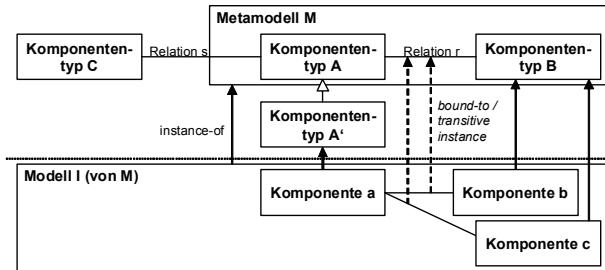 Metamodell M
Komponenten-
typ C
Relation s
Komponenten-
typ A
Relation r
Komponenten-
typ B
instance-of
Komponenten-
typ A‘
bound-to /
transitive
instance
Modell I (von M)
Komponente a
Komponente b
Komponente c